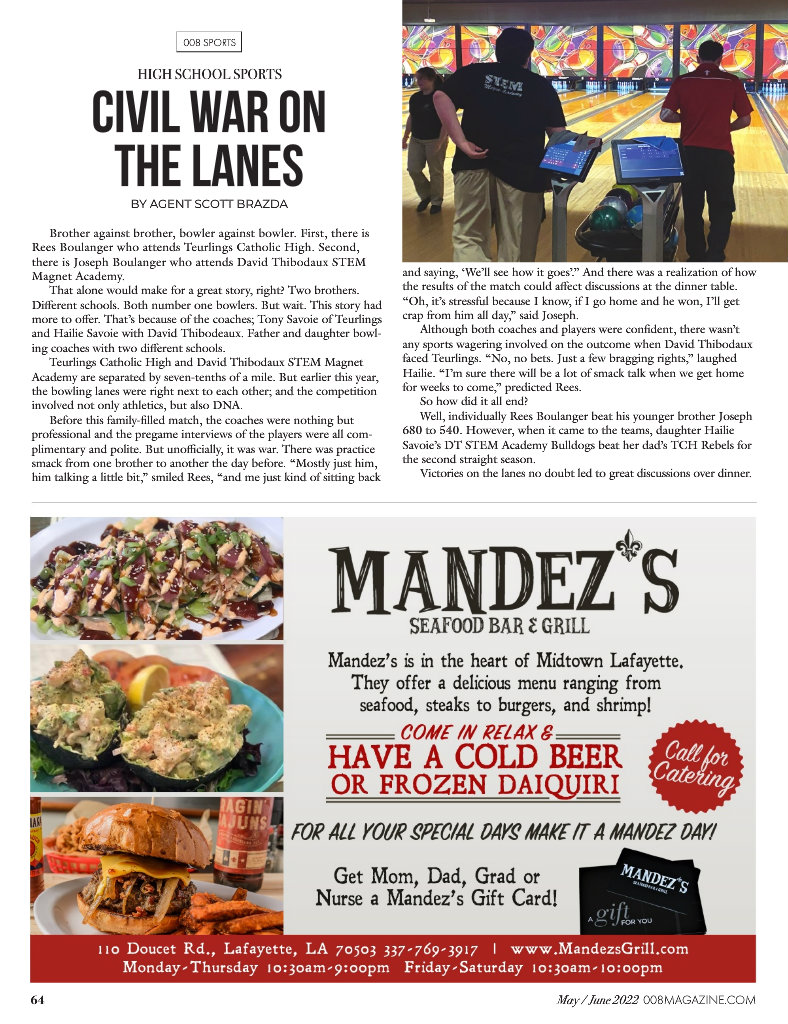 008 SPORTS
HIGH SCHOOL SPORTS
CIVIL WAR ON
THE LANES
BY AGENT SCOTT BRAZDA
Brother against brother, bowler against bowler. First, there is
Rees Boulanger who attends Teurlings Catholic High. Second,
there is Joseph Boulanger who attends David Thibodaux STEM
Magnet Academy.
That alone would make for a great story, right? Two brothers.
Different schools. Both number one bowlers. But wait. This story had
more to offer. That's because of the coaches; Tony Savoie of Teurlings
and Hailie Savoie with David Thibodeaux. Father and daughter bowl-
ing coaches with two different schools.
Teurlings Catholic High and David Thibodaux STEM Magnet
Academy are separated by seven-tenths of a mile. But earlier this year,
the bowling lanes were right next to each other; and the competition
involved not only athletics, but also DNA.
Before this family-filled match, the coaches were nothing but
professional and the pregame interviews of the players were all com-
plimentary and polite. But unofficially, it was war. There was practice
smack from one brother to another the day before. “Mostly just him,
him talking a little bit,” smiled Rees, “and me just kind of sitting back
STEM
Magnet Academy
and saying, ‘We'll see how it goes’.” And there was a realization of how
the results of the match could affect discussions at the dinner table.
“Oh, it's stressful because I know, if I go home and he won, I'll get
crap from him all day,” said Joseph.
Although both coaches and players were confident, there wasn't
any sports wagering involved on the outcome when David Thibodaux
faced Teurlings. “No, no bets. Just a few bragging rights,” laughed
Hailie. “I'm sure there will be a lot of smack talk when we get home
for weeks to come,” predicted Rees.
So how did it all end?
Well, individually Rees Boulanger beat his younger brother Joseph
680 to 540. However, when it came to the teams, daughter Hailie
Savoie's DT STEM Academy Bulldogs beat her dad's TCH Rebels for
the second straight season.
Victories on the lanes no doubt led to great discussions over dinner.
MANDEZ'S
SEAFOOD BAR & GRILL
Mandez's is in the heart of Midtown Lafayette.
They offer a delicious menu ranging from
seafood, steaks to burgers, and shrimp!
COME IN RELAX &
HAVE A COLD BEER
OR FROZEN DAIQUIRI
Call for
Catering
FOR ALL YOUR SPECIAL DAYS MAKE IT A MANDEZ DAY!
Get Mom, Dad, Grad or
Nurse a Mandez's Gift Card!
MANDEZ'S
SEAFOOD BAR & GRILL
A gift FOR YOU
RAGIN'
CAJUNS
110 Doucet Rd., Lafayette, LA 70503 337-769-3917 | www.MandezsGrill.com
Monday-Thursday 10:30am-9:00pm Friday-Saturday 10:30am-10:00pm
64
May / June 2022 008MAGAZINE.COM